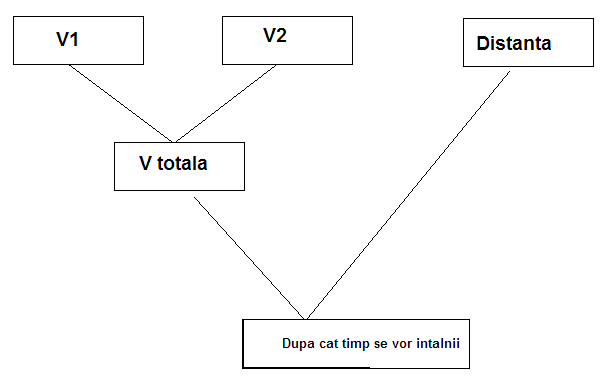 V1
V2
Distanta
V totala
Dupa cat timp se vor intalnii